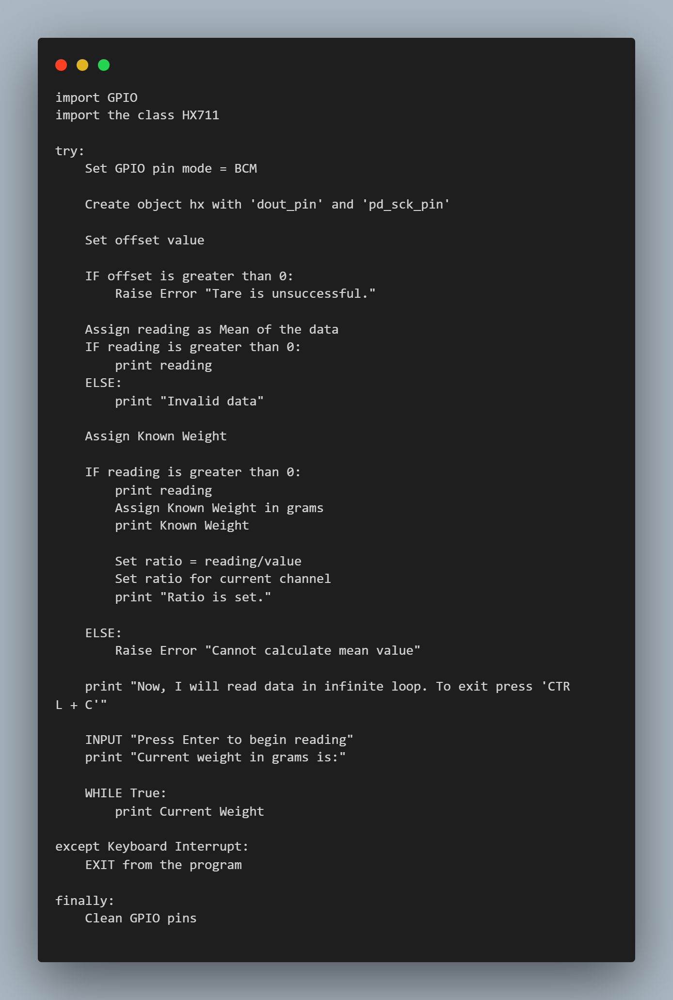 import GPIO
import the class HX711
try:
Set GPIO pin mode = BCM
Create object hx with 'dout_pin' and 'pd_sck_pin'
Set offset value
IF offset is greater than 0:
Raise Error "Tare is unsuccessful."
Assign reading as Mean of the data
IF reading is greater than 0:
print reading
ELSE:
print "Invalid data"
Assign Known Weight
IF reading is greater than 0:
print reading
Assign Known Weight in grams
print Known Weight
Set ratio = reading/value
Set ratio for current channel
print "Ratio is set."
ELSE:
Raise Error "Cannot calculate mean value"
print "Now, I will read data in infinite loop. To exit press 'CTR
L + C'"
INPUT "Press Enter to begin reading"
print "Current weight in grams is:"
WHILE True:
print Current Weight
except Keyboard Interrupt:
EXIT from the program
finally:
Clean GPIO pins